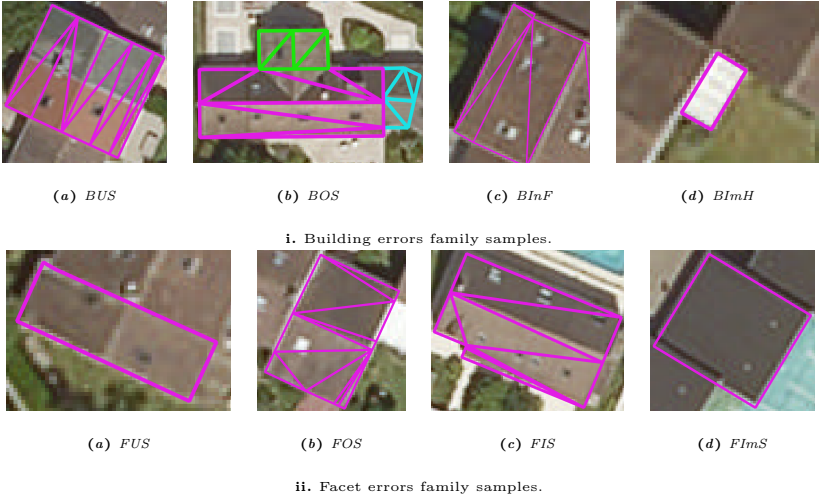 (a) BUS (b) BOS (c) BInF (d) BImH
i. Building errors family samples.
(a) FUS (b) FOS (c) FIS (d) FImS
ii. Facet errors family samples.